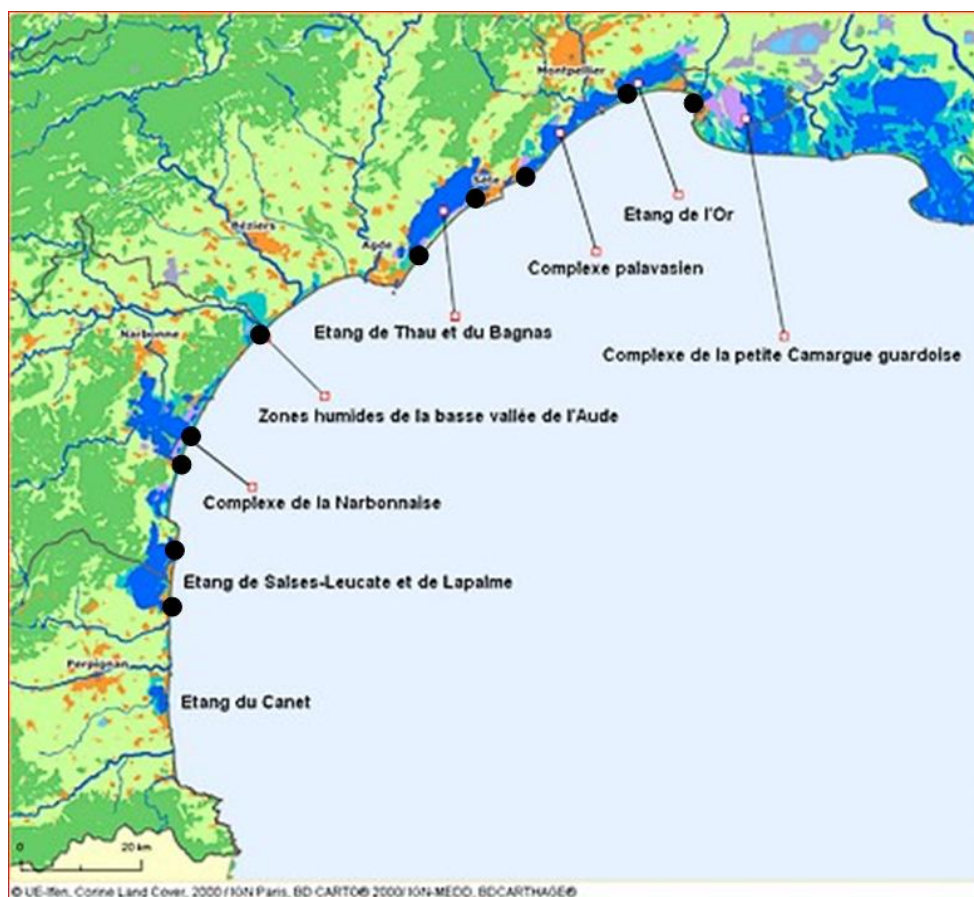 Montpellier
Sète
Etang de l'Or
Béziers
Agde
Complexe palavasien
Narbonne
Etang de Thau et du Bagnas
Complexe de la petite Camargue guardoise
Zones humides de la basse vallée de l'Aude
Complexe de la Narbonnaise
Etang de Salses-Leucate et de Lapalme
Perpignan
Etang du Canet
0 20 km
© UE-Ifen, Corine Land Cover, 2000 / IGN Paris, BD CARTO® 2000/ IGN-MEDD, BDCARTHAGE®